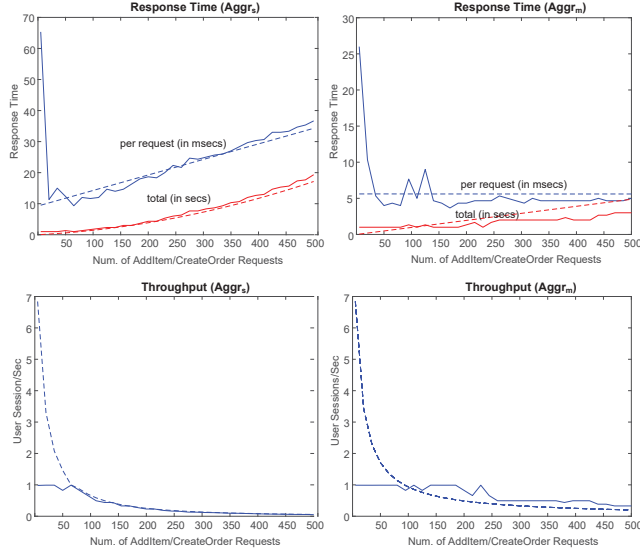 Response Time (Aggrₛ)
70
60
50
40
30
20
10
0
Response Time
per request (in msecs)
total (in secs)
50 100 150 200 250 300 350 400 450 500
Num. of AddItem/CreateOrder Requests
Response Time (Aggrₘ)
30
25
20
15
10
5
0
Response Time
per request (in msecs)
total (in secs)
50 100 150 200 250 300 350 400 450 500
Num. of AddItem/CreateOrder Requests
Throughput (Aggrₛ)
7
6
5
4
3
2
1
0
User Session/Sec
50 100 150 200 250 300 350 400 450 500
Num. of AddItem/CreateOrder Requests
Throughput (Aggrₘ)
7
6
5
4
3
2
1
0
User Session/Sec
50 100 150 200 250 300 350 400 450 500
Num. of AddItem/CreateOrder Requests